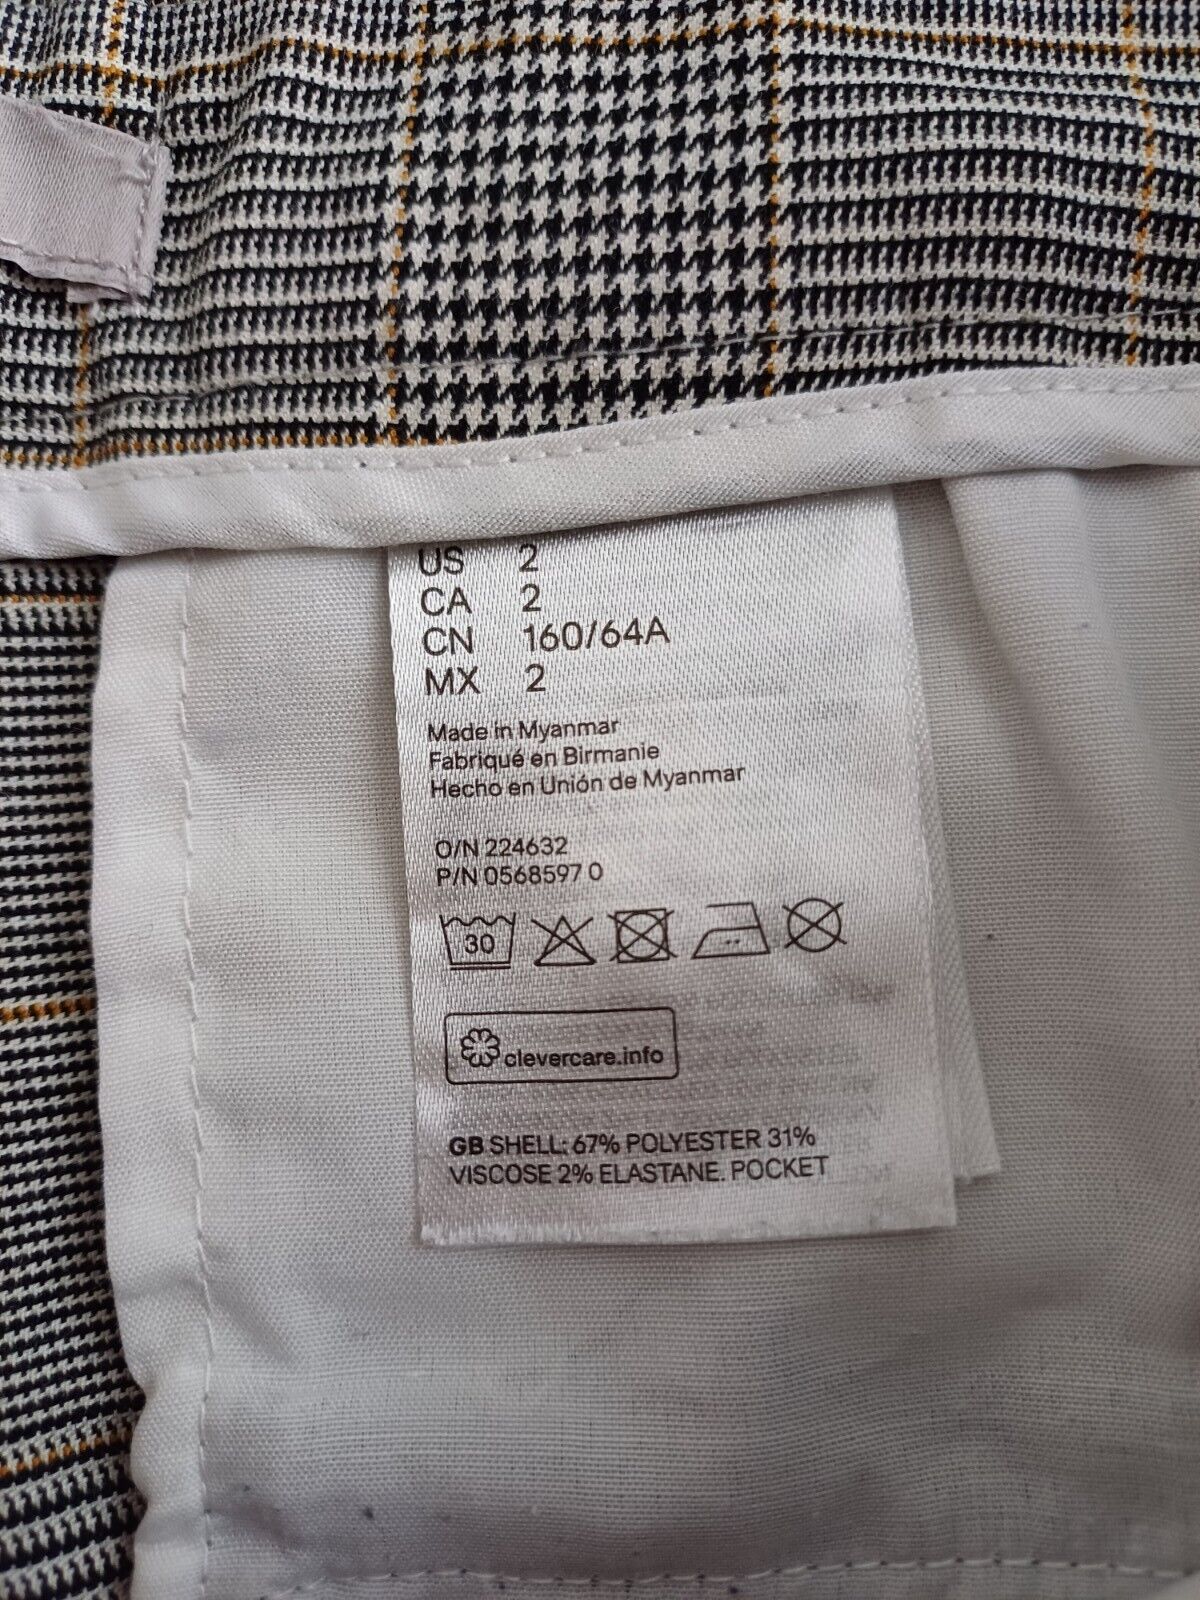 US 2
CA 2
CN 160/64A
MX 2
Made in Myanmar
Fabriqué en Birmanie
Hecho en Unión de Myanmar
O/N 224632
P/N 0568597 0
30
clevercare.info
GB SHELL: 67% POLYESTER 31%
VISCOSE 2% ELASTANE. POCKET